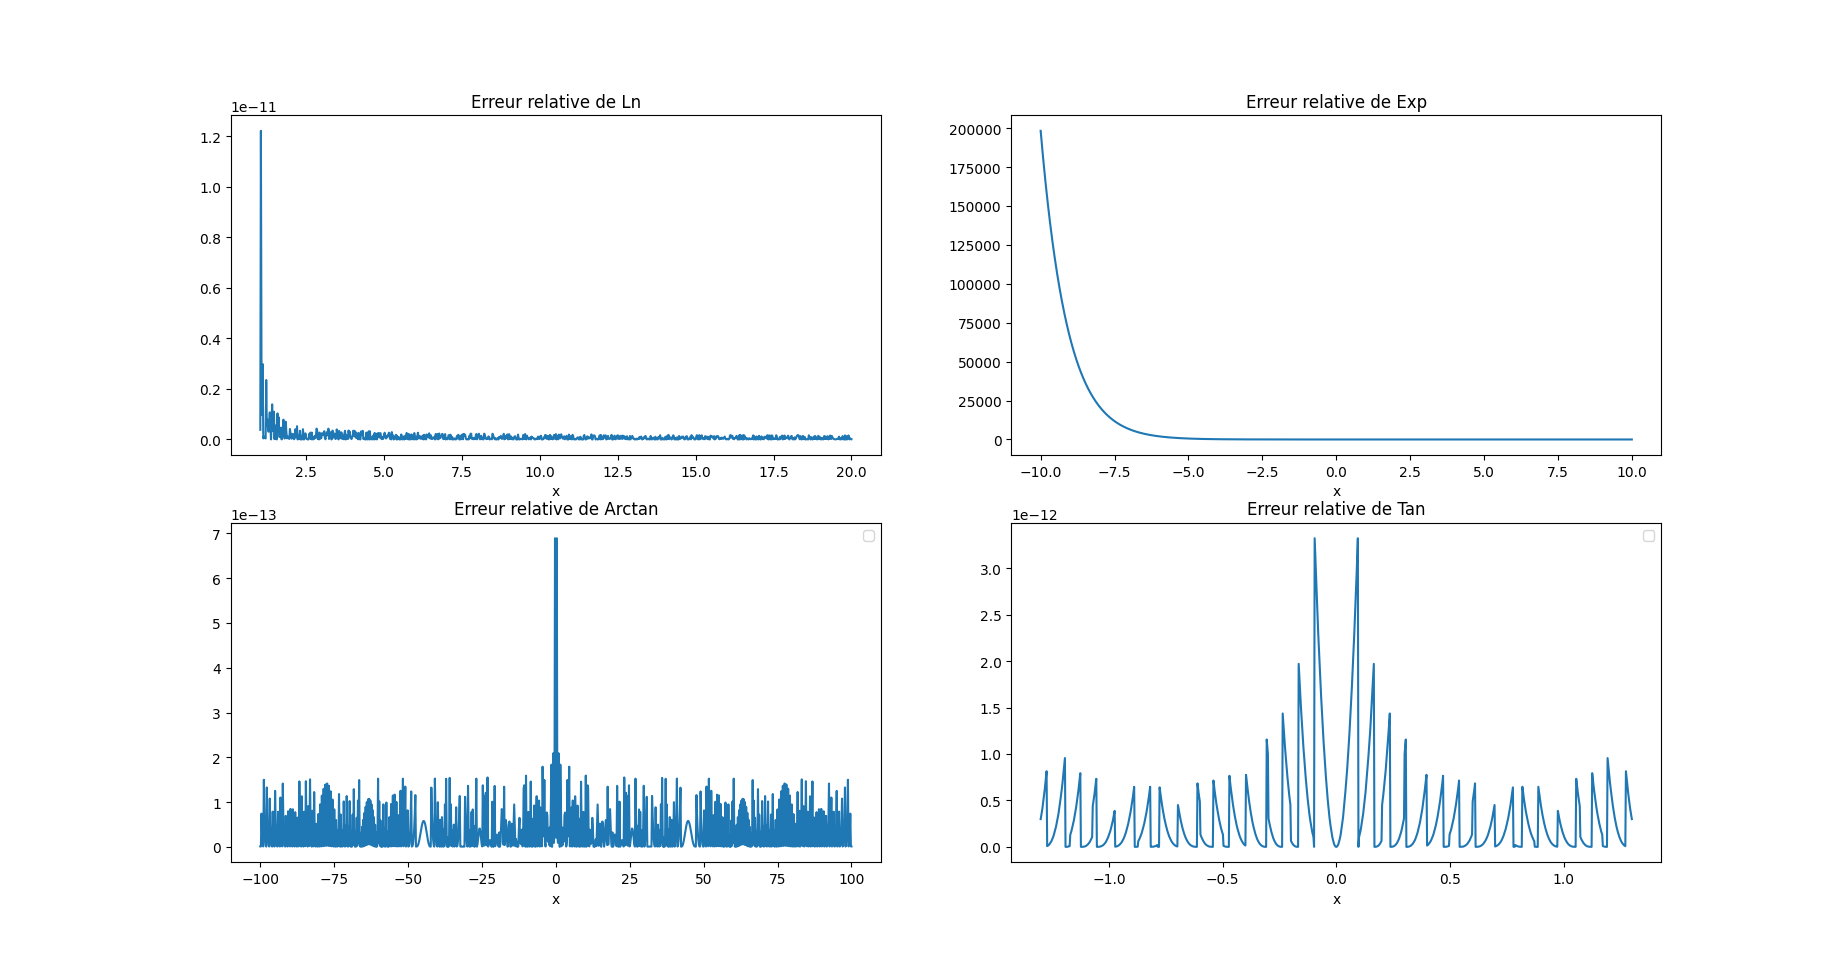 Erreur relative de Ln
1e−11
1.2
1.0
0.8
0.6
0.4
0.2
0.0
2.5 5.0 7.5 10.0 12.5 15.0 17.5 20.0
x
Erreur relative de Exp
200000
175000
150000
125000
100000
75000
50000
25000
0
−10.0 −7.5 −5.0 −2.5 0.0 2.5 5.0 7.5 10.0
x
Erreur relative de Arctan
1e−13
7
6
5
4
3
2
1
0
−100 −75 −50 −25 0 25 50 75 100
x
Erreur relative de Tan
1e−12
3.0
2.5
2.0
1.5
1.0
0.5
0.0
−1.0 −0.5 0.0 0.5 1.0
x